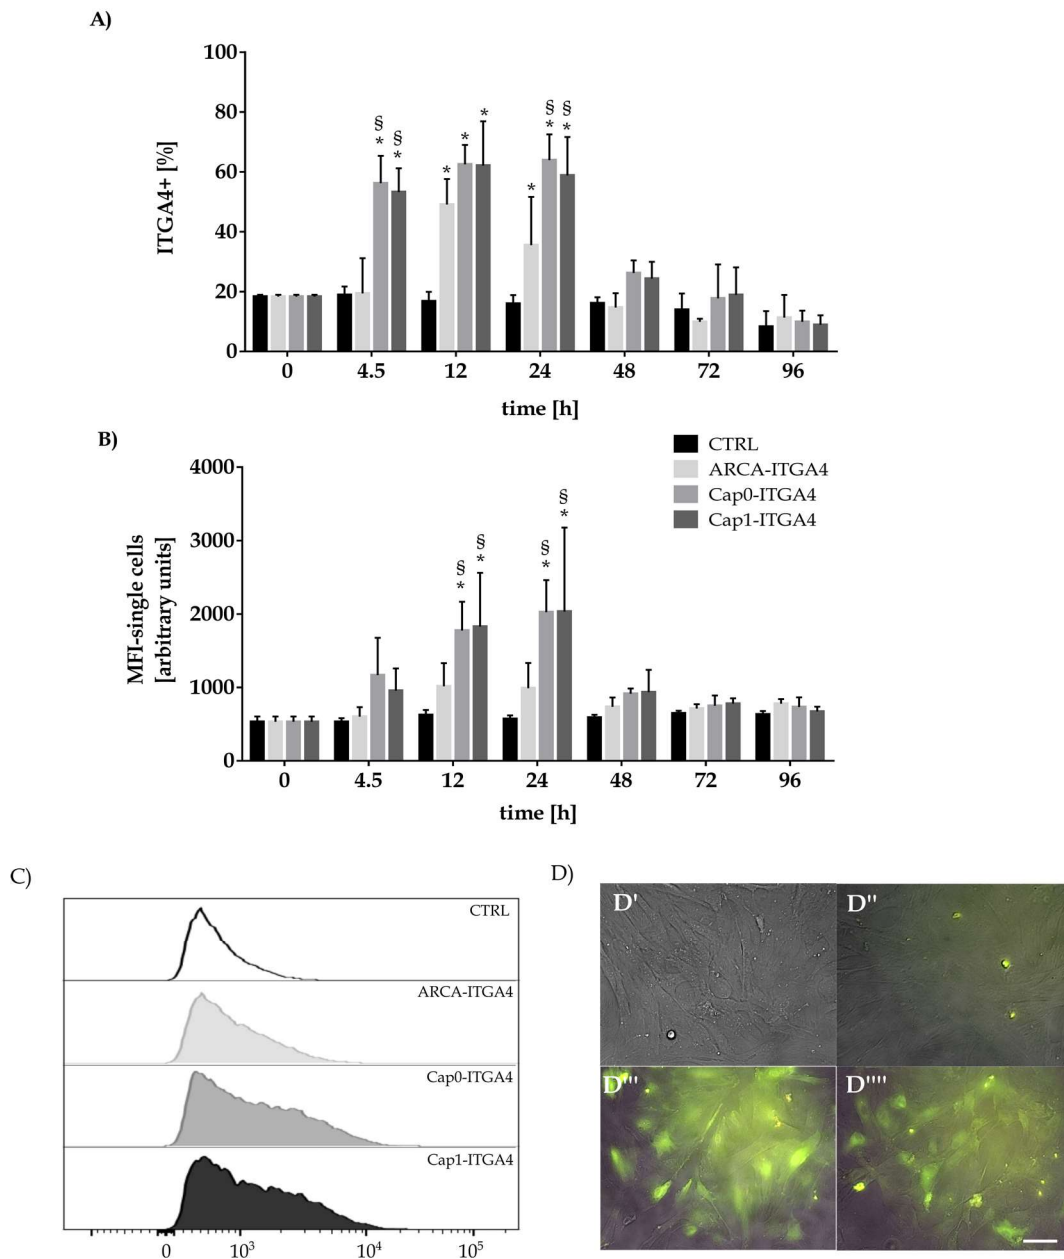 A)
100
80
60
40
20
0
ITGA4+ [%]
§
*
§
*
*
*
*
*
§
*
§
*
0 4.5 12 24 48 72 96
time [h]
B)
CTRL
ARCA-ITGA4
Cap0-ITGA4
Cap1-ITGA4
4000
3000
2000
1000
0
MFI-single cells
[arbitrary units]
§
*
§
*
§
*
§
*
0 4.5 12 24 48 72 96
time [h]
C)
CTRL
ARCA-ITGA4
Cap0-ITGA4
Cap1-ITGA4
0 10³ 10⁴ 10⁵
D)
D' D''
D''' D''''